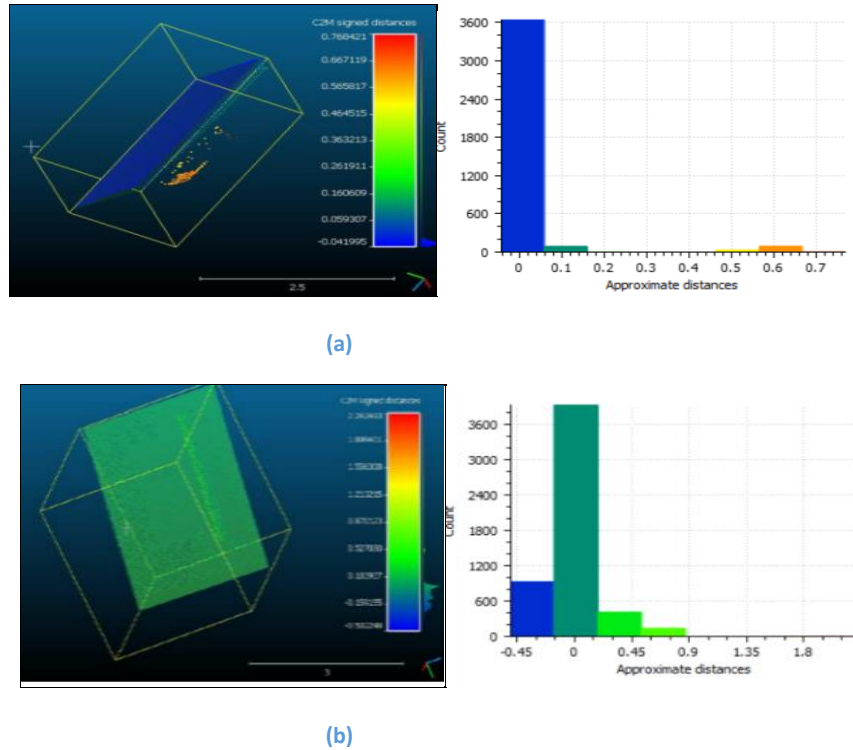 C2M signed distances
0.768421
0.667119
0.565817
0.464515
0.363213
0.261911
0.160609
0.059307
-0.041995
2.5
3600
3000
2400
1800
1200
600
0
Count
0 0.1 0.2 0.3 0.4 0.5 0.6 0.7
Approximate distances
(a)
C2M signed distances
3
3600
3000
2400
1800
1200
600
0
Count
-0.45 0 0.45 0.9 1.35 1.8
Approximate distances
(b)